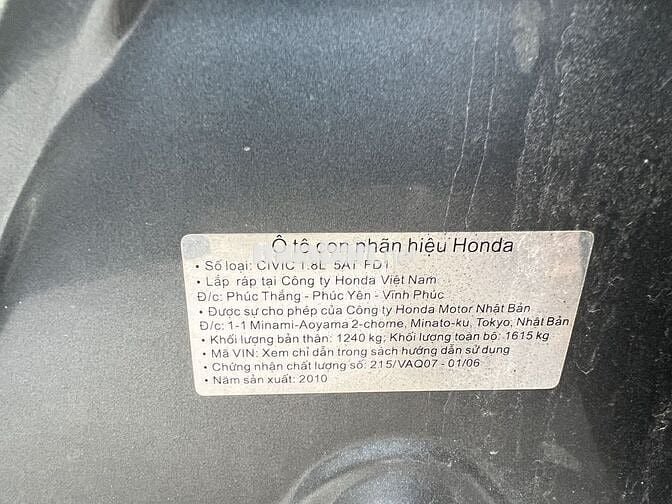 Ô tô con nhãn hiệu Honda
• Số loại: CIVIC 1.8L 5AT FD1
• Lắp ráp tại Công ty Honda Việt Nam
Đ/c: Phúc Thắng - Phúc Yên - Vĩnh Phúc
• Được sự cho phép của Công ty Honda Motor Nhật Bản
Đ/c: 1-1 Minami-Aoyama 2-chome, Minato-ku, Tokyo, Nhật Bản
• Khối lượng bản thân: 1240 kg; Khối lượng toàn bộ: 1615 kg
• Mã VIN: Xem chỉ dẫn trong sách hướng dẫn sử dụng
• Chứng nhận chất lượng số: 215/VAQ07 - 01/06
• Năm sản xuất: 2010